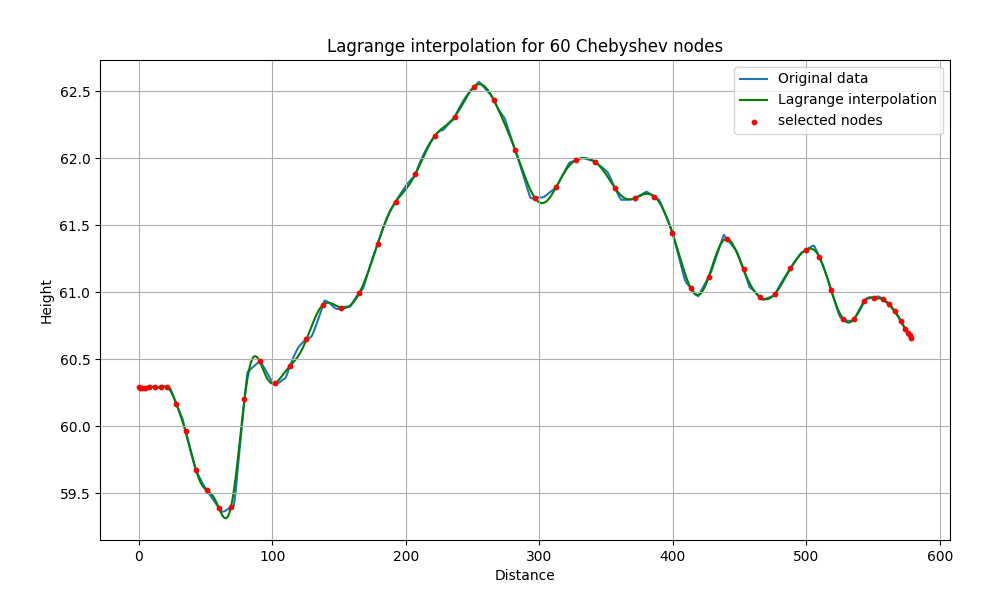 Lagrange interpolation for 60 Chebyshev nodes
Original data
Lagrange interpolation
selected nodes
62.5
62.0
61.5
61.0
60.5
60.0
59.5
Height
0 100 200 300 400 500 600
Distance